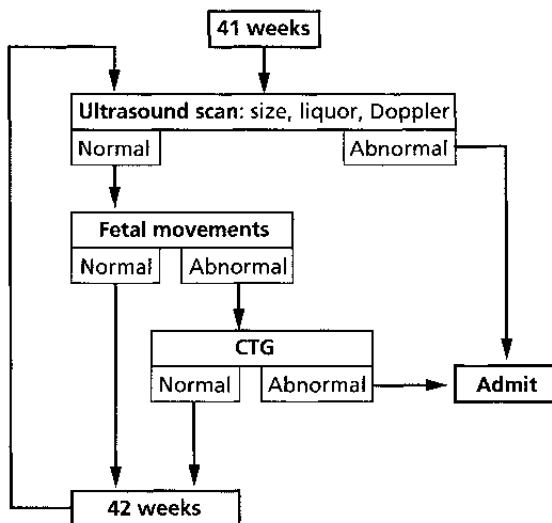 41 weeks
Ultrasound scan: size, liquor, Doppler
Normal Abnormal
Fetal movements
Normal Abnormal
CTG
Normal Abnormal
Admit
42 weeks